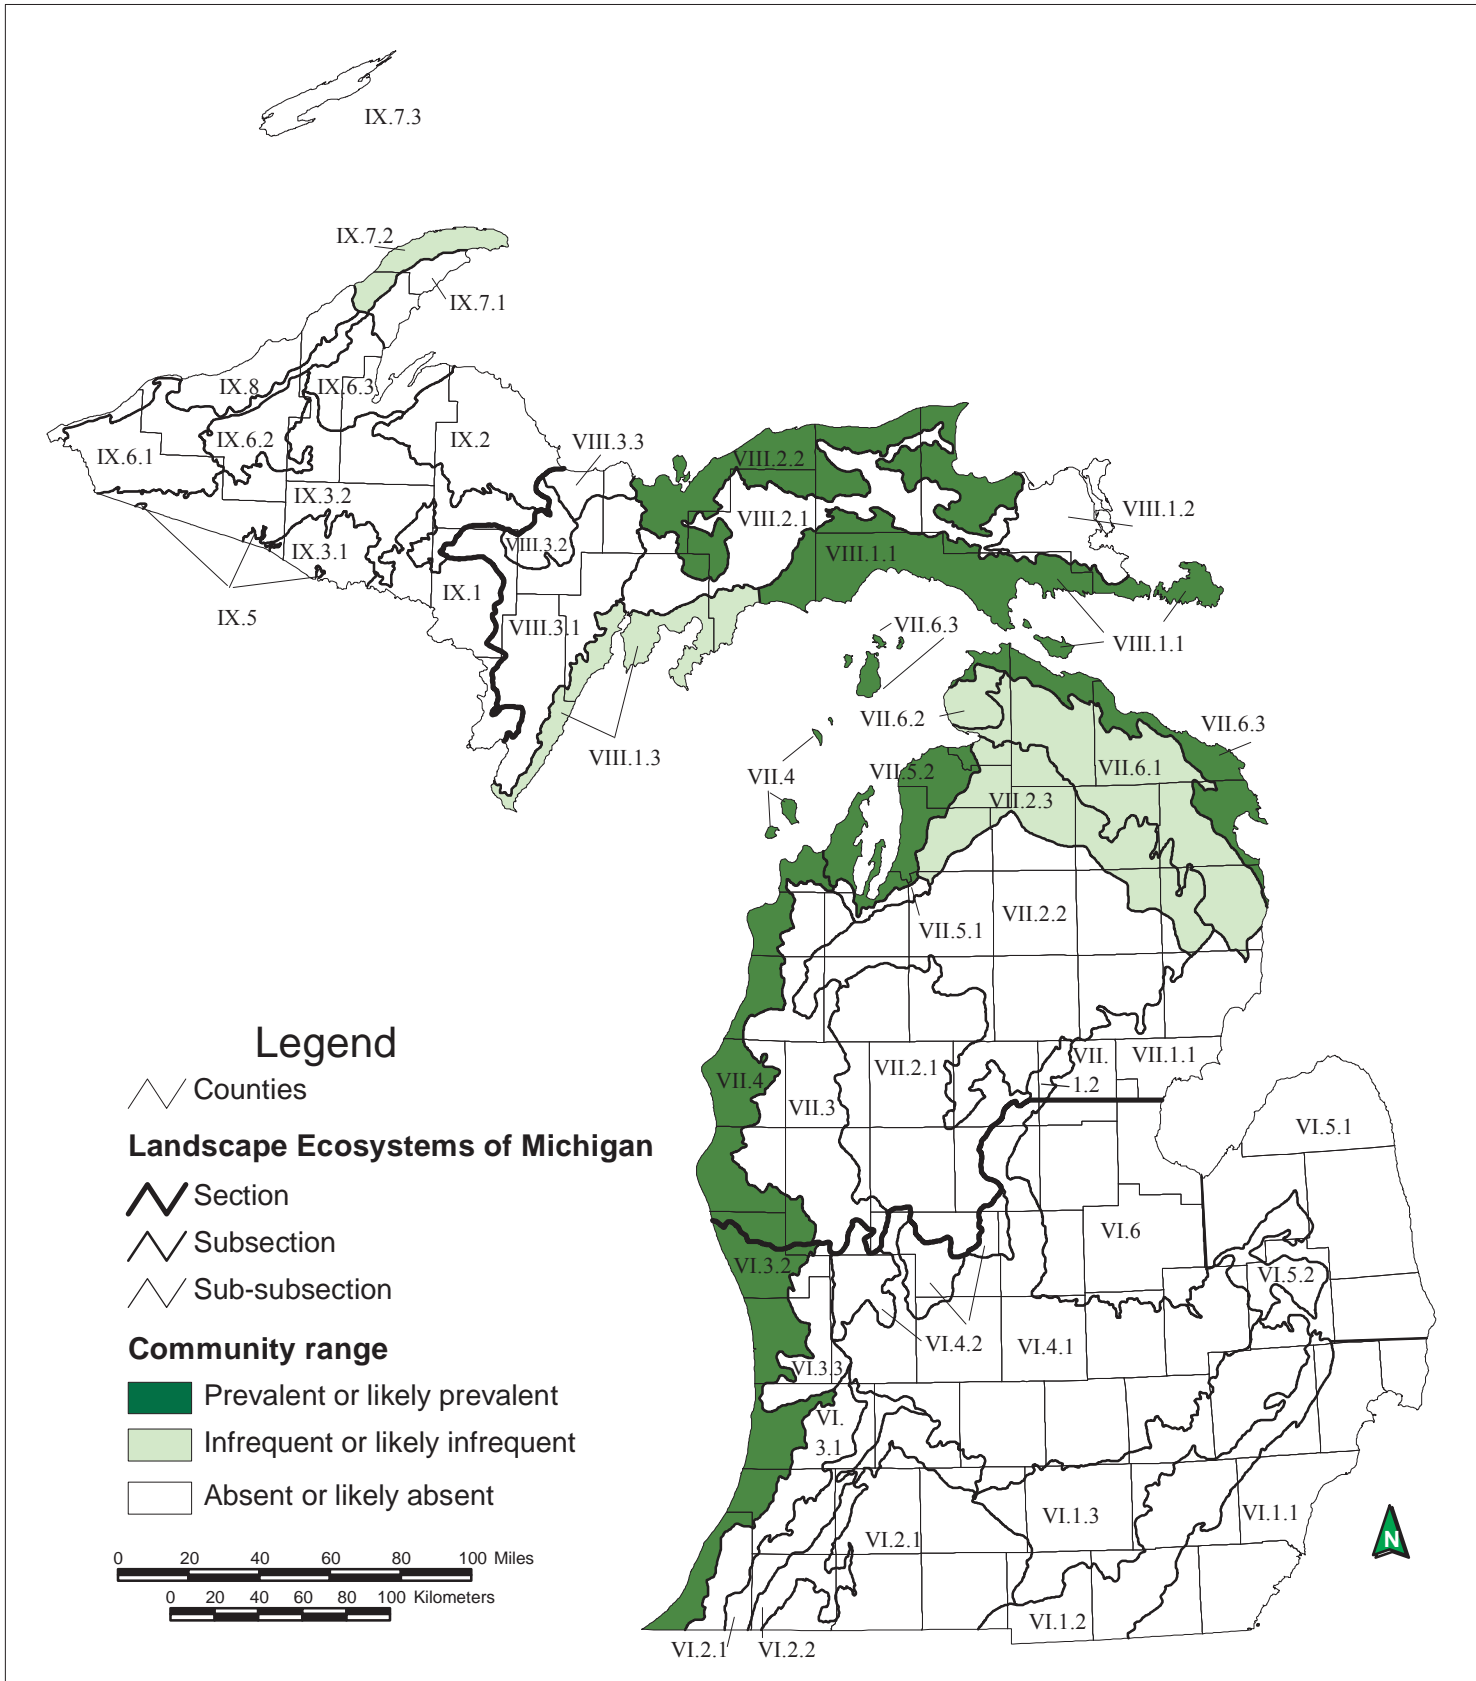 IX.7.3
IX.7.2
IX.7.1
IX.8
IX.6.3
IX.6.2
IX.6.1
IX.2
VIII.3.3
VIII.2.2
IX.3.2
VIII.2.1
VIII.1.2
IX.3.1
VIII.3.2
VIII.1.1
IX.1
IX.5
VIII.3.1
VII.6.3
VIII.1.1
VII.6.2
VII.6.3
VIII.1.3
VII.4
VII.5.2
VII.6.1
VII.2.3
VII.5.1
VII.2.2
VII.4
VII.3
VII.2.1
VII.
1.2
VII.1.1
VI.5.1
VI.6
VI.3.2
VI.5.2
VI.4.2
VI.4.1
VI.3.3
VI.
3.1
VI.1.3
VI.1.1
VI.2.1
VI.1.2
VI.2.1
VI.2.2
Legend
Counties
Landscape Ecosystems of Michigan
Section
Subsection
Sub-subsection
Community range
Prevalent or likely prevalent
Infrequent or likely infrequent
Absent or likely absent
0 20 40 60 80 100 Miles
0 20 40 60 80 100 Kilometers
N